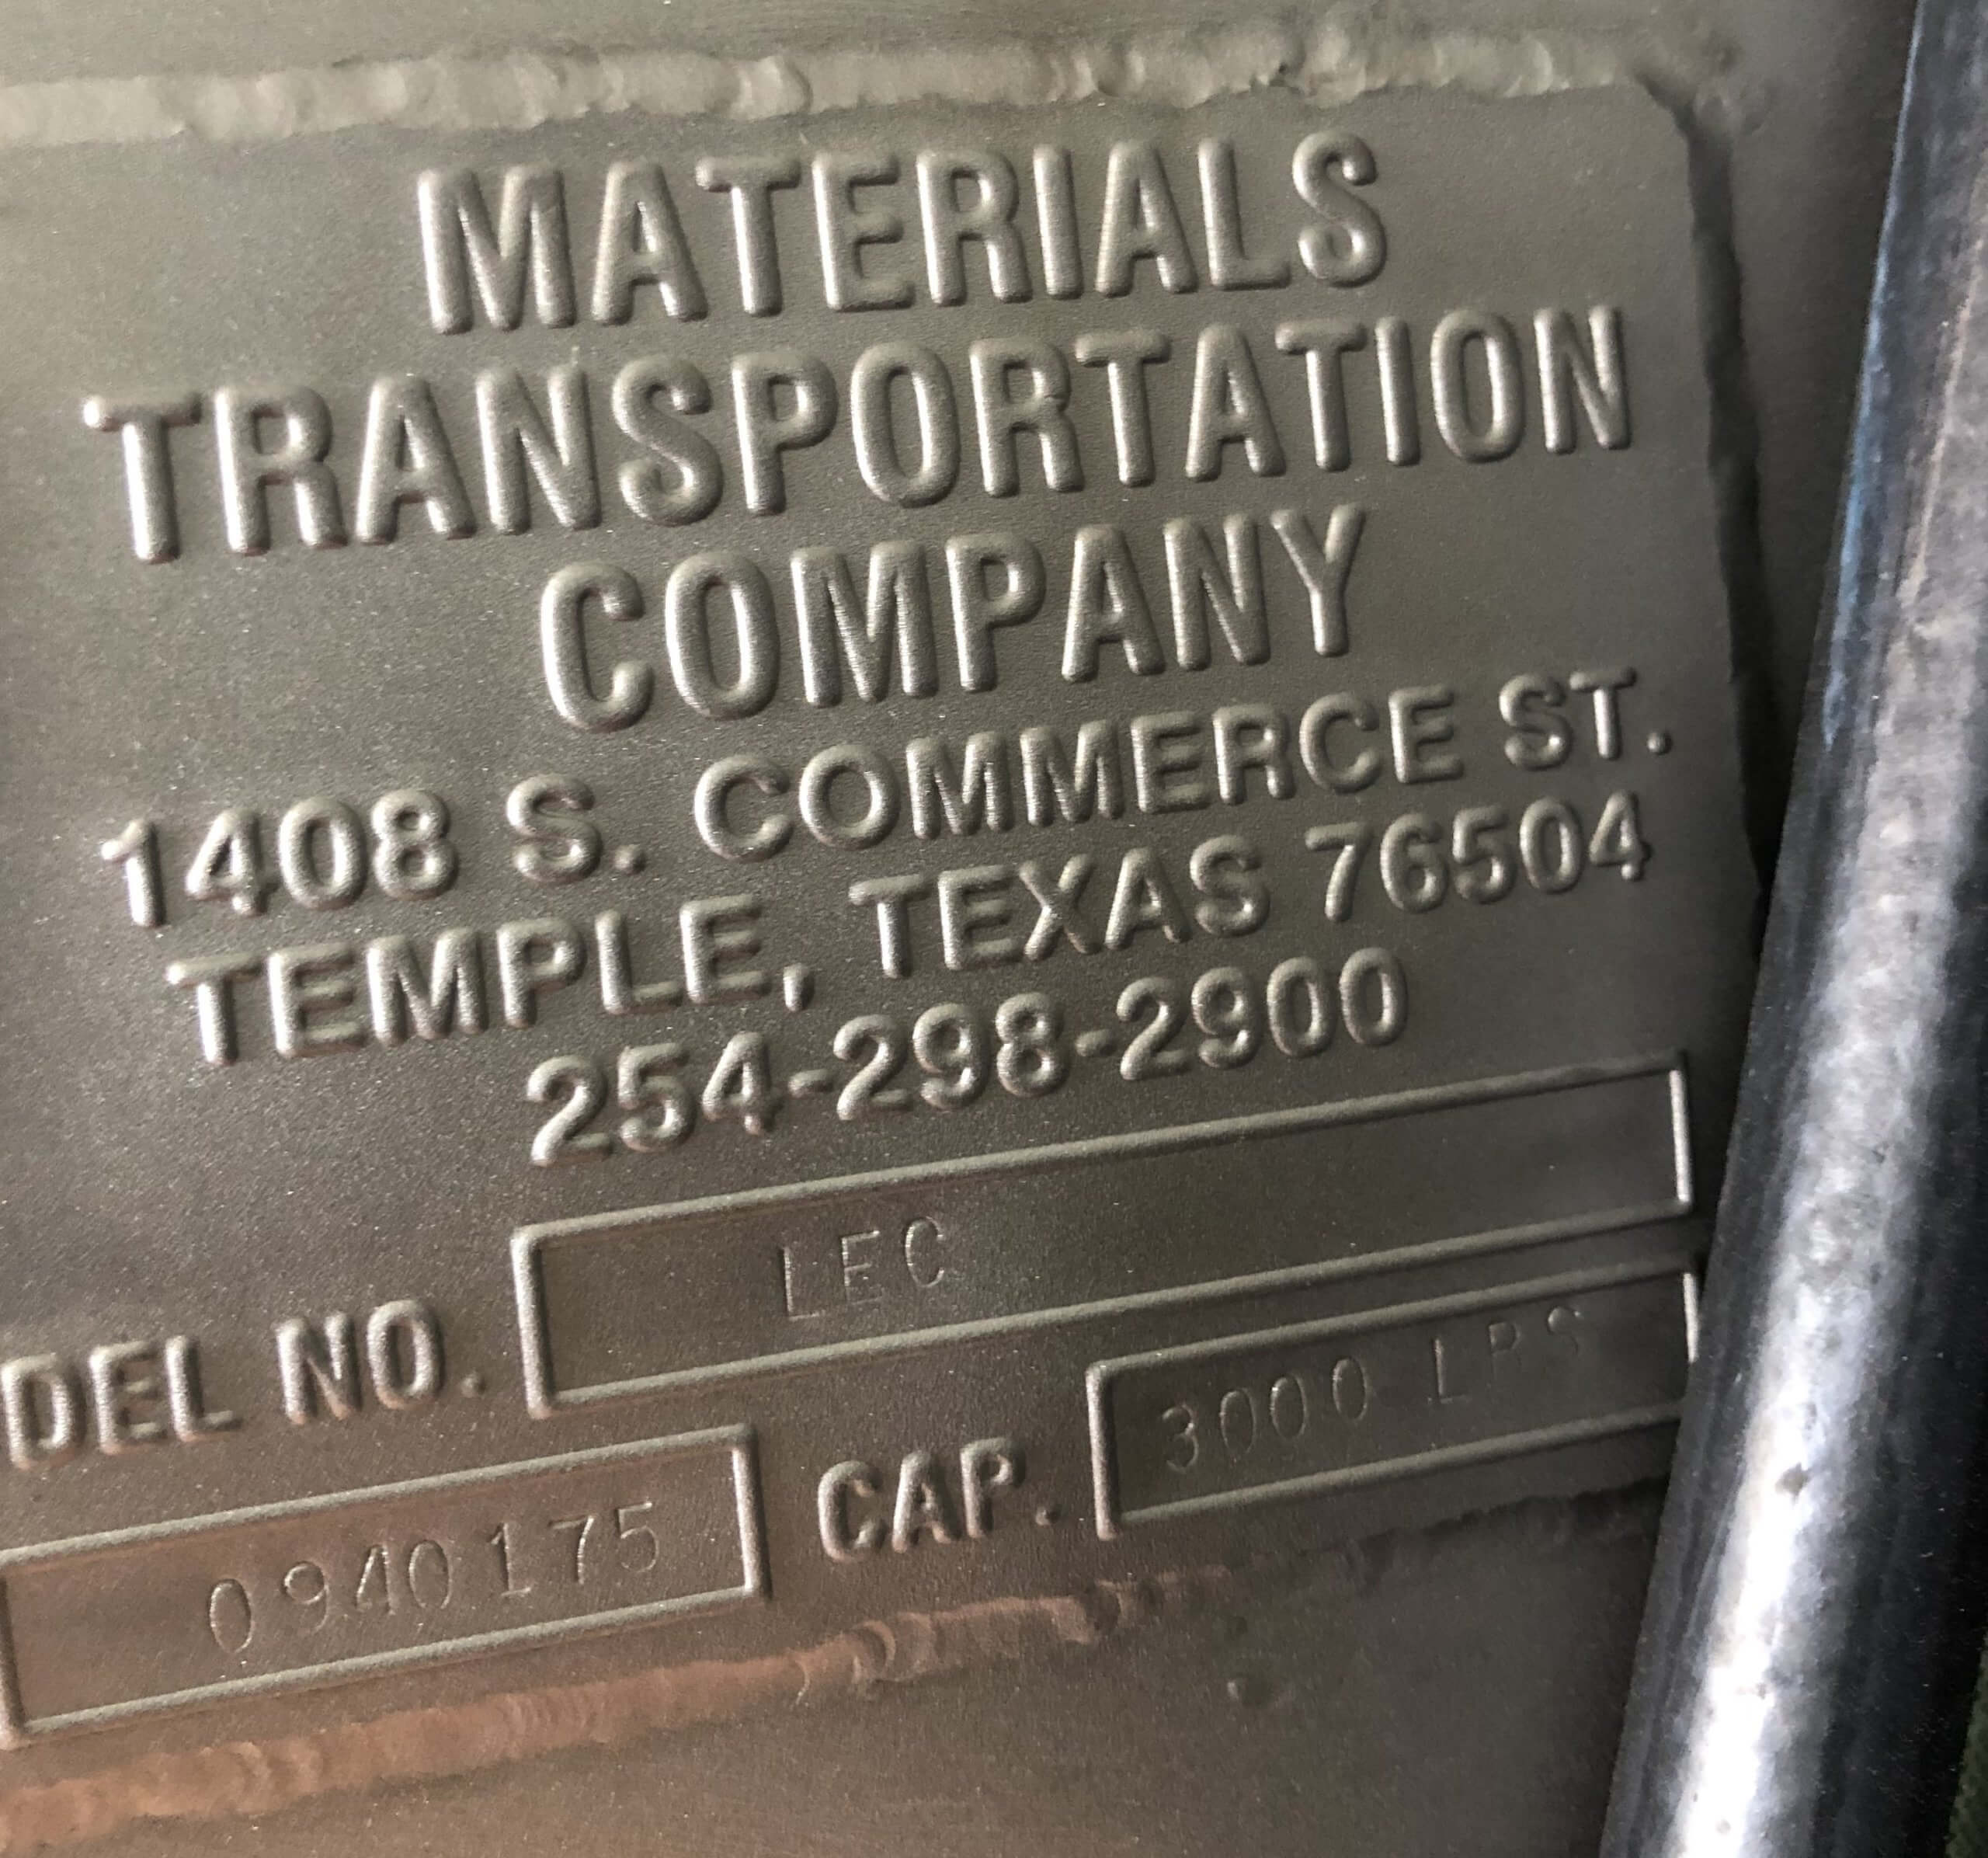 MATERIALS
TRANSPORTATION
COMPANY
1408 S. COMMERCE ST.
TEMPLE, TEXAS 76504
254-298-2900
DEL NO. LEC
0940175 CAP. 3000 LBS